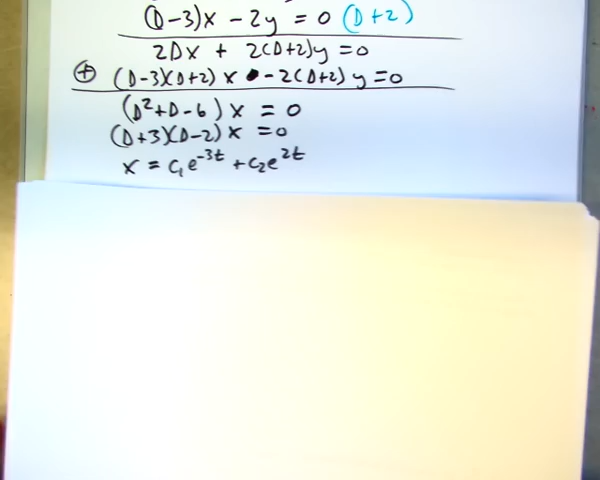 (D-3)x - 2y = 0 (D+2)
2Dx + 2(D+2)y = 0
⊕ (D-3)(D+2) x - 2(D+2) y = 0
(D²+D-6) x = 0
(D+3)(D-2) x = 0
x = c₁e^{-3t} + c₂e^{2t}